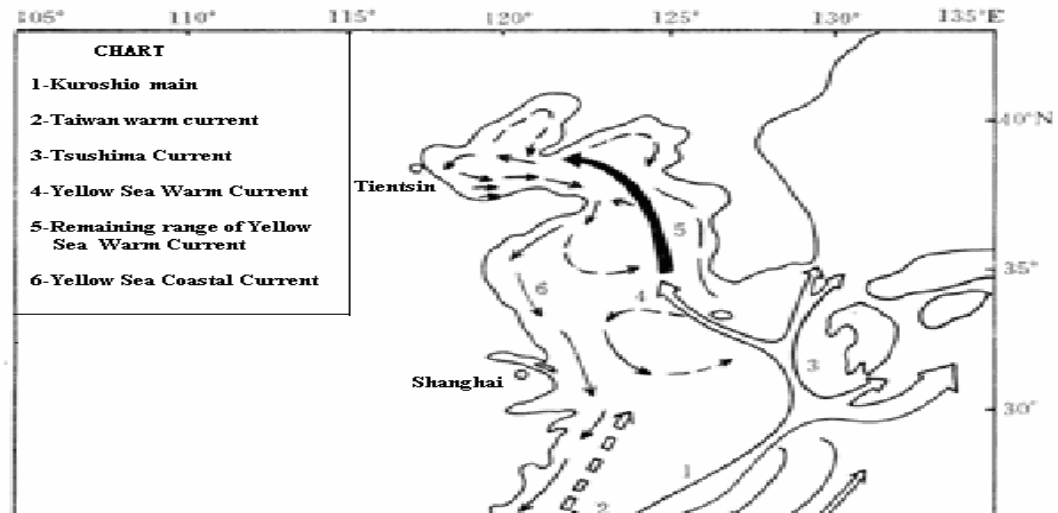 105° 110° 115° 120° 125° 130° 135°E
CHART
1-Kuroshio main
2-Taiwan warm current
3-Tsushima Current
4-Yellow Sea Warm Current
5-Remaining range of Yellow
Sea Warm Current
6-Yellow Sea Coastal Current
40°N
Tientsin
5
35°
6
4
3
Shanghai
30°
1
2